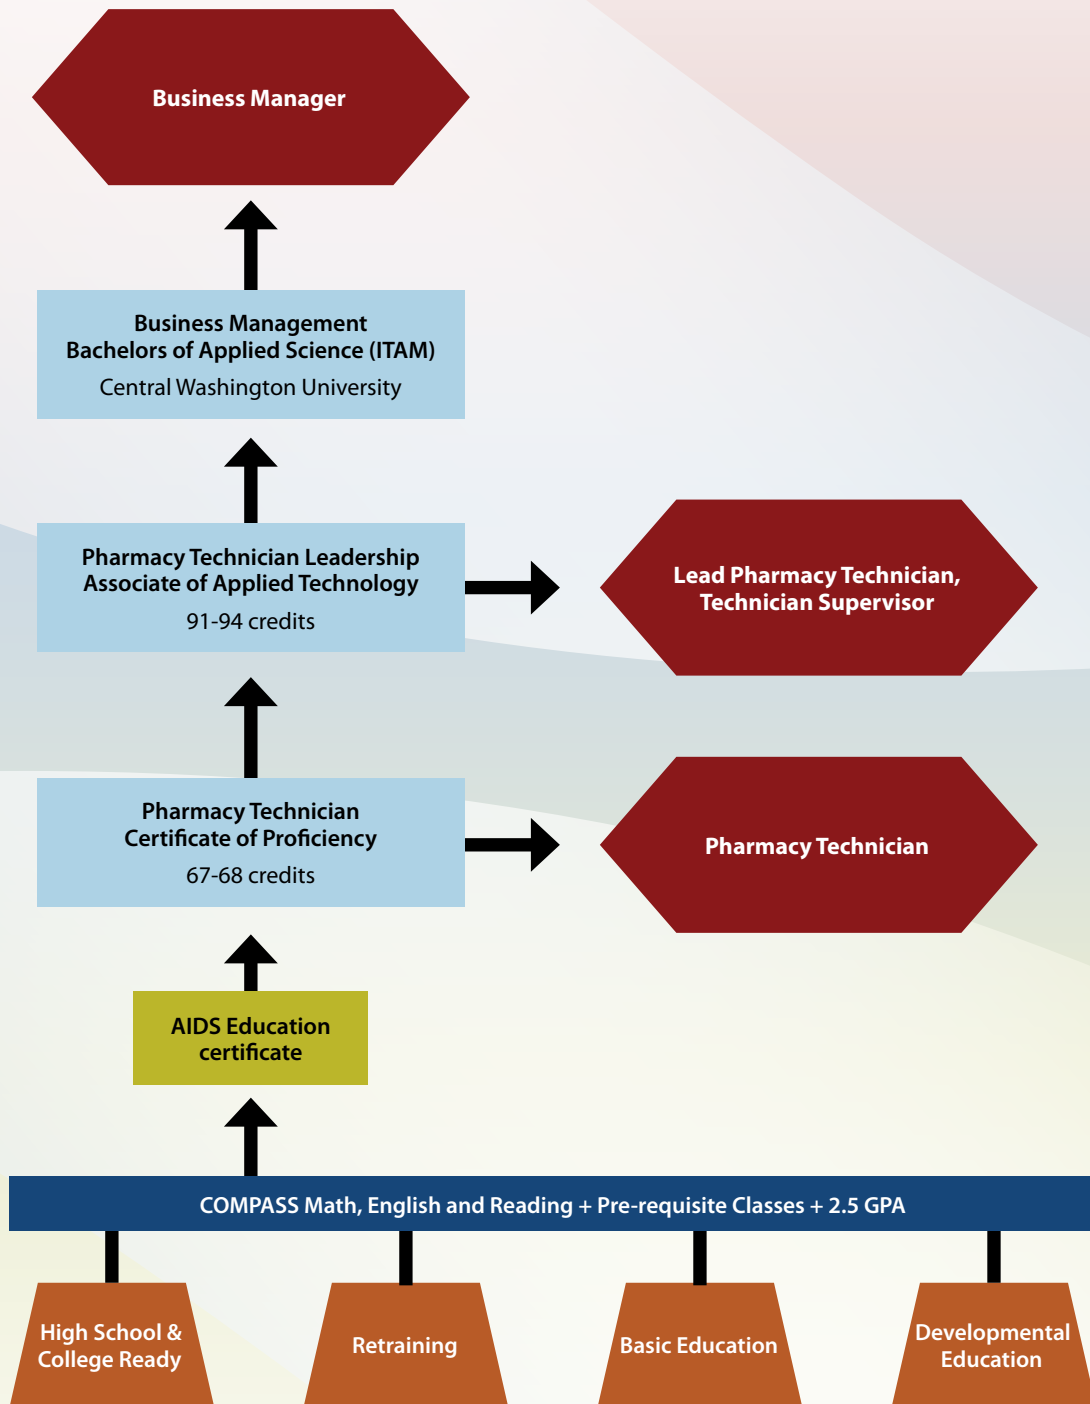 Business Manager
Business Management
Bachelors of Applied Science (ITAM)
Central Washington University
Pharmacy Technician Leadership
Associate of Applied Technology
91-94 credits
Lead Pharmacy Technician,
Technician Supervisor
Pharmacy Technician
Certificate of Proficiency
67-68 credits
Pharmacy Technician
AIDS Education
certificate
COMPASS Math, English and Reading + Pre-requisite Classes + 2.5 GPA
High School &
College Ready
Retraining
Basic Education
Developmental
Education